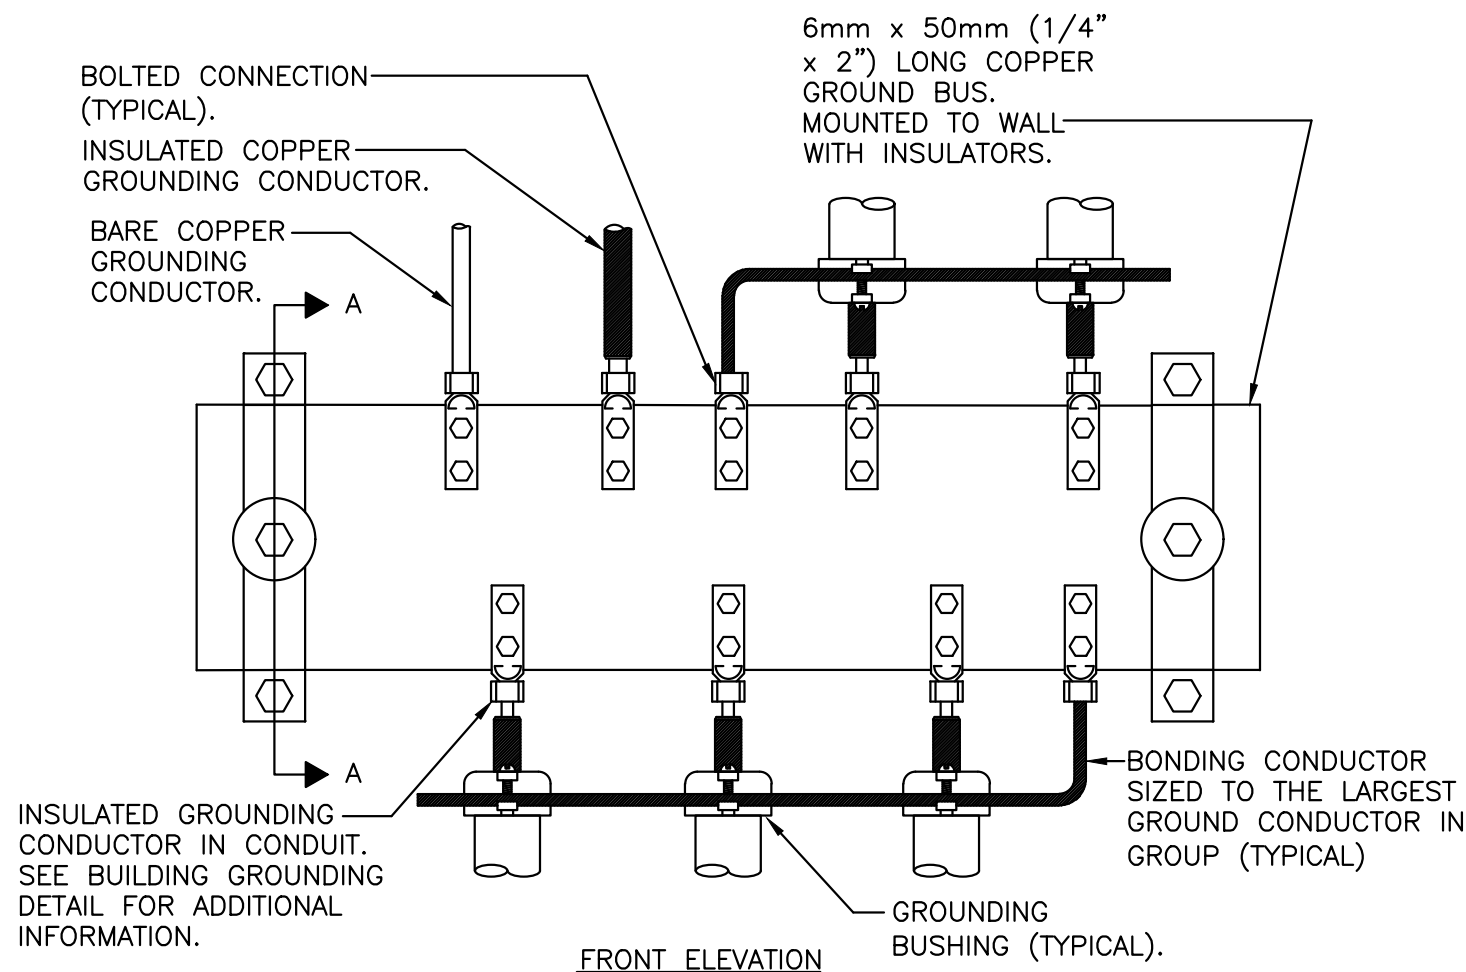 6mm x 50mm (1/4"
x 2") LONG COPPER
GROUND BUS.
MOUNTED TO WALL
WITH INSULATORS.
BOLTED CONNECTION
(TYPICAL).
INSULATED COPPER
GROUNDING CONDUCTOR.
BARE COPPER
GROUNDING
CONDUCTOR.
A
A
INSULATED GROUNDING
CONDUCTOR IN CONDUIT.
SEE BUILDING GROUNDING
DETAIL FOR ADDITIONAL
INFORMATION.
BONDING CONDUCTOR
SIZED TO THE LARGEST
GROUND CONDUCTOR IN
GROUP (TYPICAL)
GROUNDING
BUSHING (TYPICAL).
FRONT ELEVATION